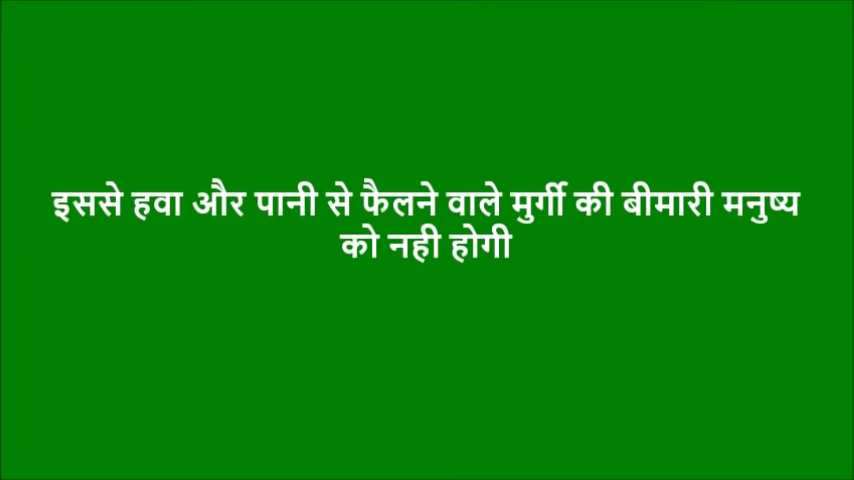 इससे हवा और पानी से फैलने वाले मुर्गी की बीमारी मनुष्य
को नही होगी